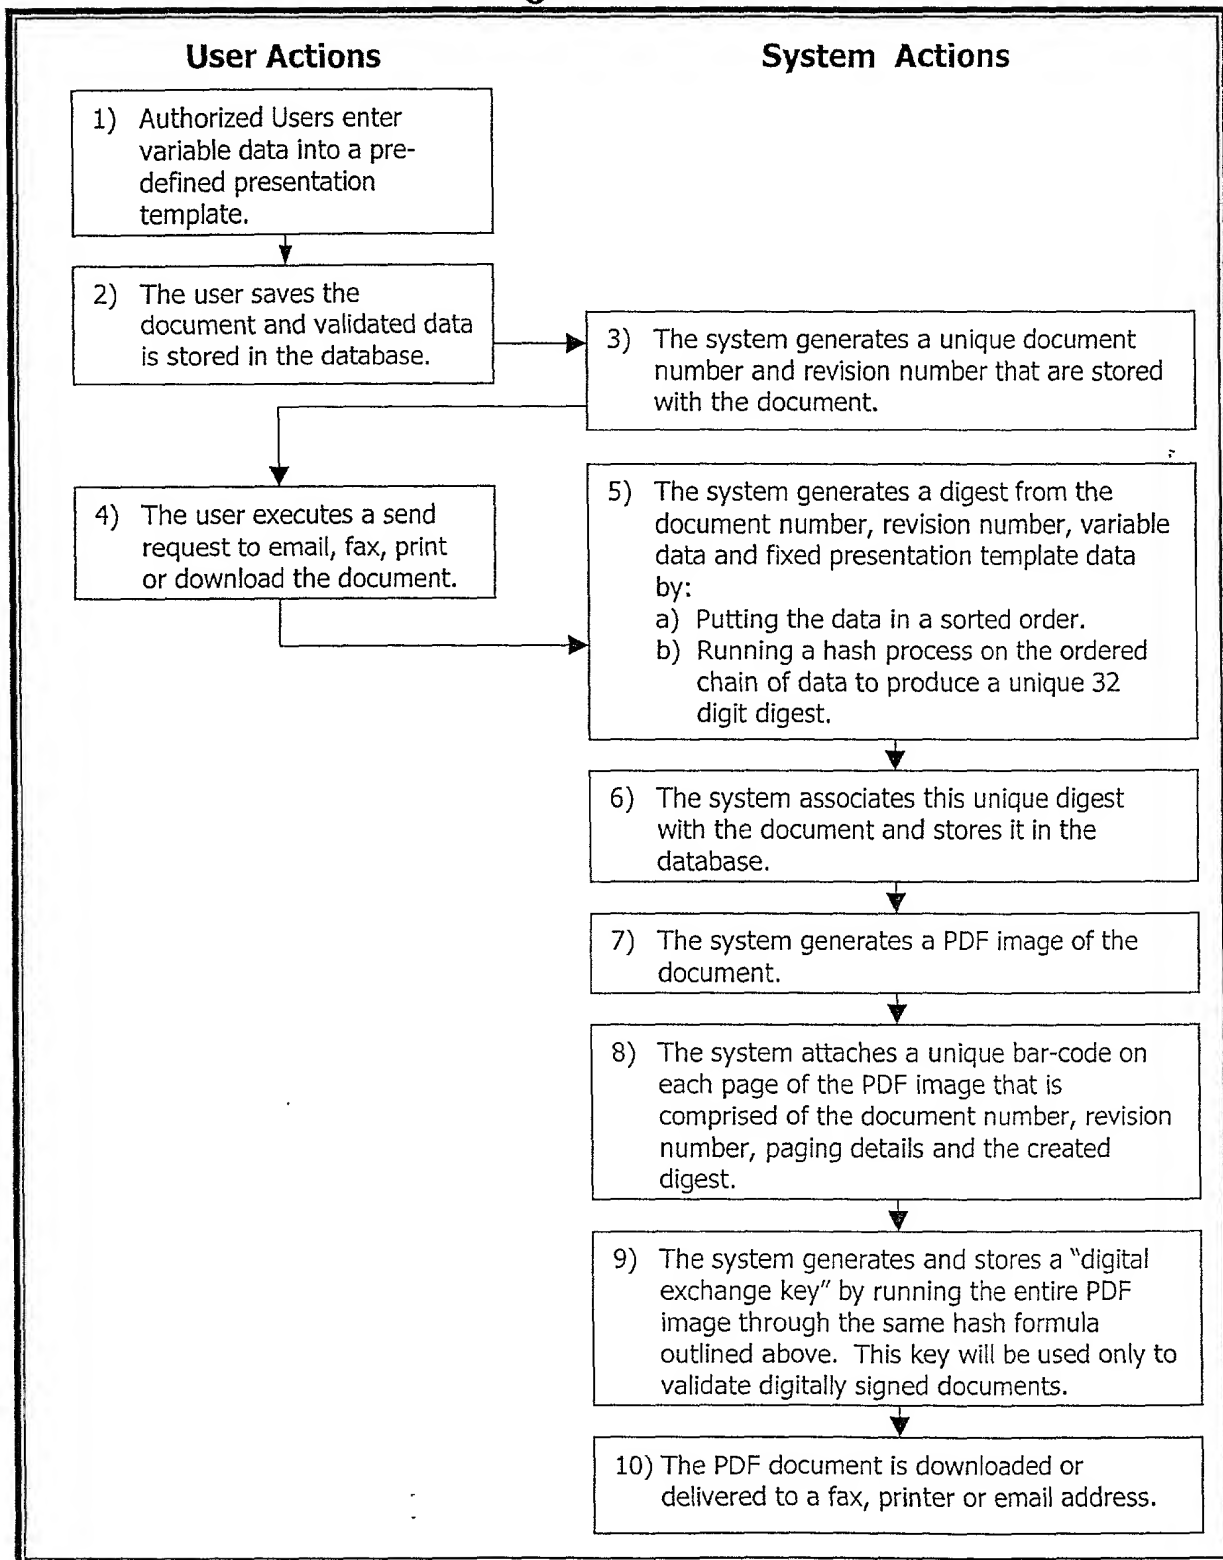 User Actions
System Actions
1) Authorized Users enter
variable data into a pre-
defined presentation
template.
2) The user saves the
document and validated data
is stored in the database.
3) The system generates a unique document
number and revision number that are stored
with the document.
4) The user executes a send
request to email, fax, print
or download the document.
5) The system generates a digest from the
document number, revision number, variable
data and fixed presentation template data
by:
a) Putting the data in a sorted order.
b) Running a hash process on the ordered
chain of data to produce a unique 32
digit digest.
6) The system associates this unique digest
with the document and stores it in the
database.
7) The system generates a PDF image of the
document.
8) The system attaches a unique bar-code on
each page of the PDF image that is
comprised of the document number, revision
number, paging details and the created
digest.
9) The system generates and stores a “digital
exchange key” by running the entire PDF
image through the same hash formula
outlined above. This key will be used only to
validate digitally signed documents.
10) The PDF document is downloaded or
delivered to a fax, printer or email address.